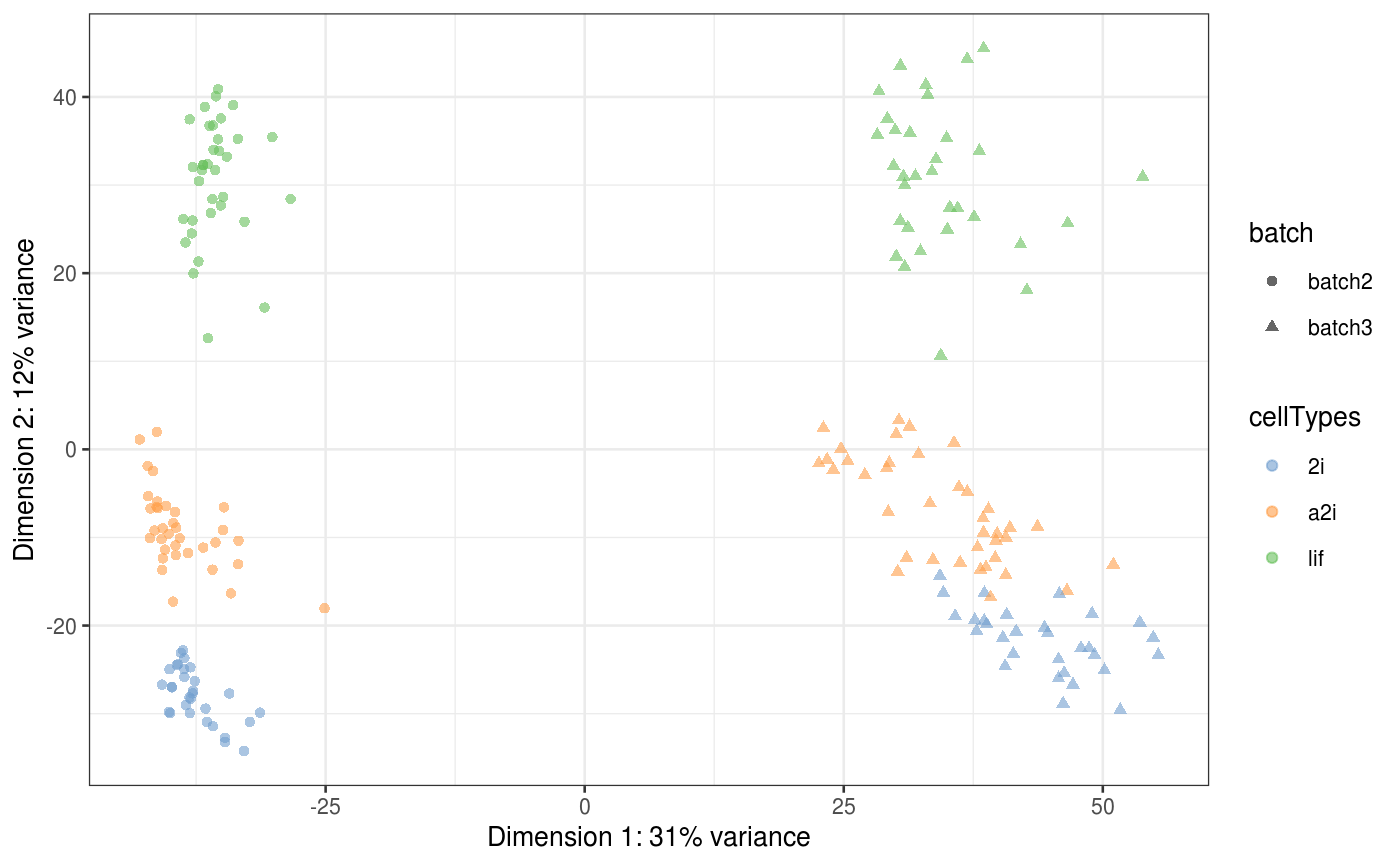 40
20
0
-20
Dimension 2: 12% variance
-25
0
25
50
Dimension 1: 31% variance
batch
batch2
batch3
cellTypes
2i
a2i
lif